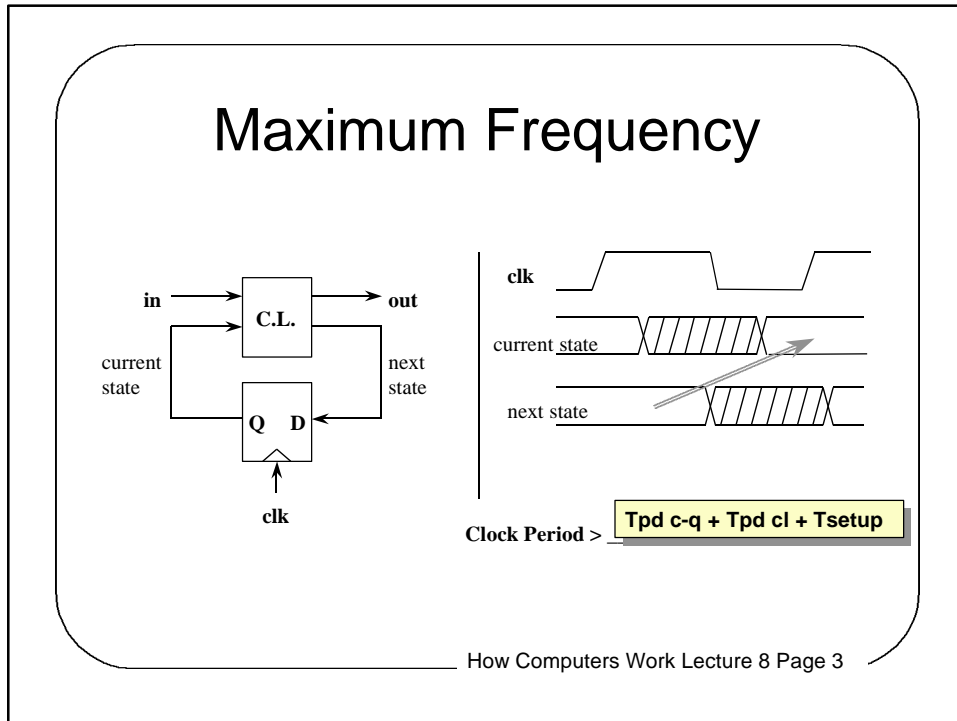 Maximum Frequency
in
C.L.
out
current
state
next
state
Q D
clk
clk
current state
next state
Clock Period > __
Tpd c-q + Tpd cl + Tsetup
How Computers Work Lecture 8 Page 3